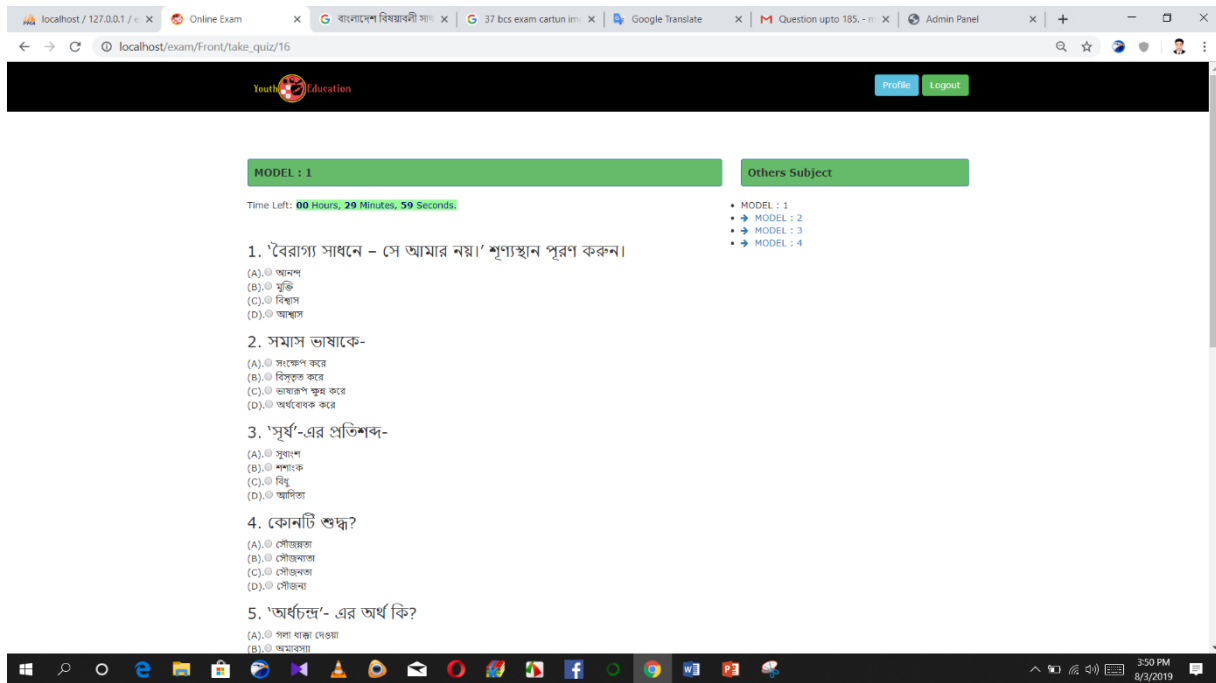 localhost / 127.0.0.1 / e
Online Exam
বাংলাদেশ বিষয়াবলী সাধ
37 bcs exam cartun im
Google Translate
Question upto 185. - m
Admin Panel
localhost/exam/Front/take_quiz/16
Youth Education
Profile
Logout
MODEL : 1
Time Left: 00 Hours, 29 Minutes, 59 Seconds.
1. ‘বৈরাগ্য সাধনে – সে আমার নয়।’ শূণ্যস্থান পূরণ করুন।
(A). আনন্দ
(B). মুক্তি
(C). বিশ্বাস
(D). আশ্বাস
2. সমাস ভাষাকে-
(A). সংক্ষেপ করে
(B). বিস্তৃত করে
(C). ভাষারূপ ক্ষুন্ন করে
(D). অর্থবোধক করে
3. ‘সূর্য’-এর প্রতিশব্দ-
(A). সুধাংশ
(B). শশাংক
(C). বিধু
(D). আদিত্য
4. কোনটি শুদ্ধ?
(A). সৌজন্নতা
(B). সৌজন্যতা
(C). সৌজনতা
(D). সৌজন্য
5. ‘অর্ধচন্দ্র’- এর অর্থ কি?
(A). গলা ধাক্কা দেওয়া
(B). অমাবস্যা
Others Subject
MODEL : 1
MODEL : 2
MODEL : 3
MODEL : 4
3:50 PM
8/3/2019